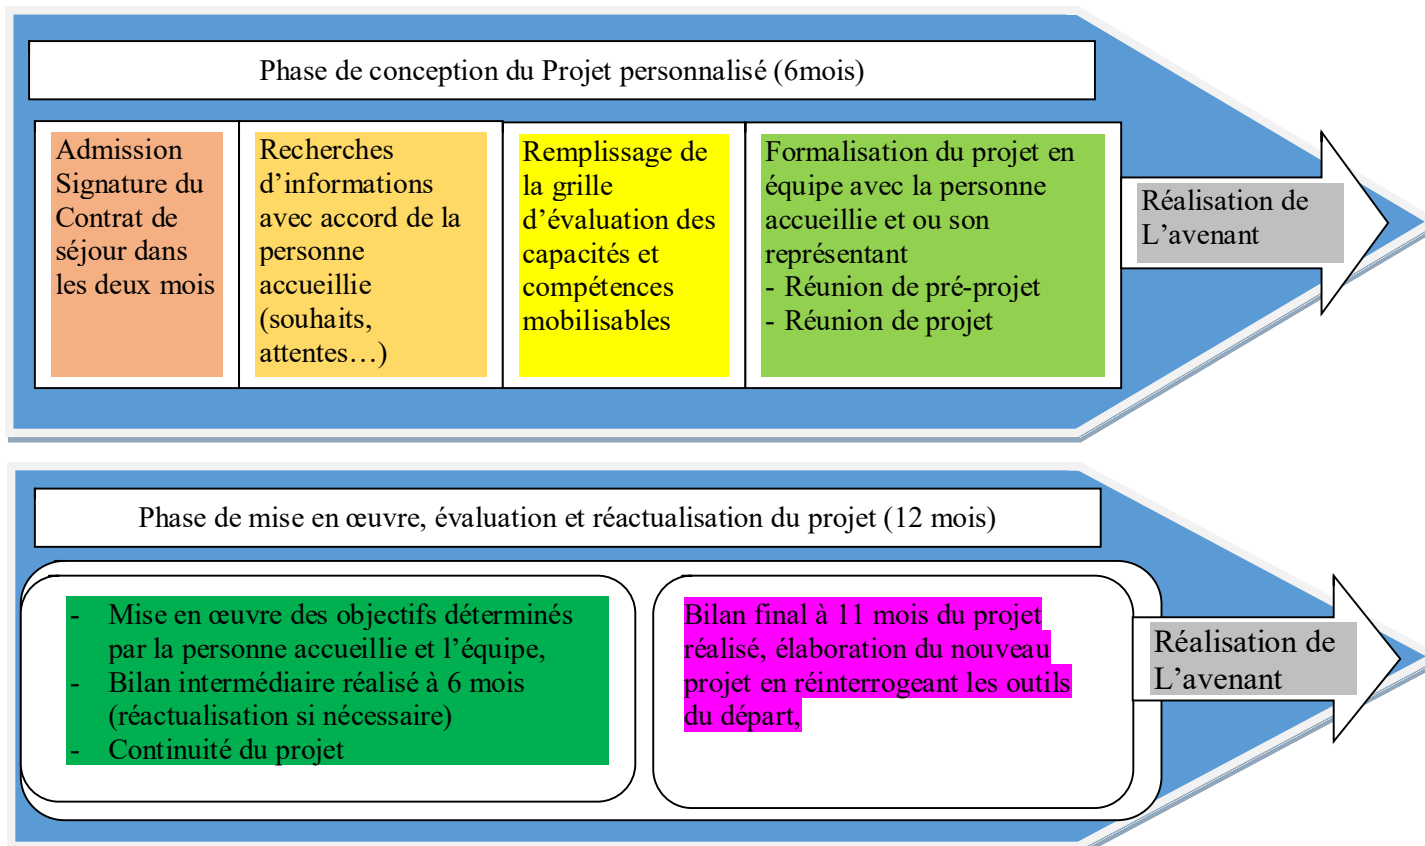 Phase de conception du Projet personnalisé (6mois)
Admission
Signature du
Contrat de
séjour dans
les deux mois
Recherches
d’informations
avec accord de la
personne
accueillie
(souhaits,
attentes…)
Remplissage de
la grille
d’évaluation des
capacités et
compétences
mobilisables
Formalisation du projet en
équipe avec la personne
accueillie et ou son
représentant
- Réunion de pré-projet
- Réunion de projet
Réalisation de
L’avenant
Phase de mise en œuvre, évaluation et réactualisation du projet (12 mois)
- Mise en œuvre des objectifs déterminés
par la personne accueillie et l’équipe,
- Bilan intermédiaire réalisé à 6 mois
(réactualisation si nécessaire)
- Continuité du projet
Bilan final à 11 mois du projet
réalisé, élaboration du nouveau
projet en réinterrogeant les outils
du départ,
Réalisation de
L’avenant